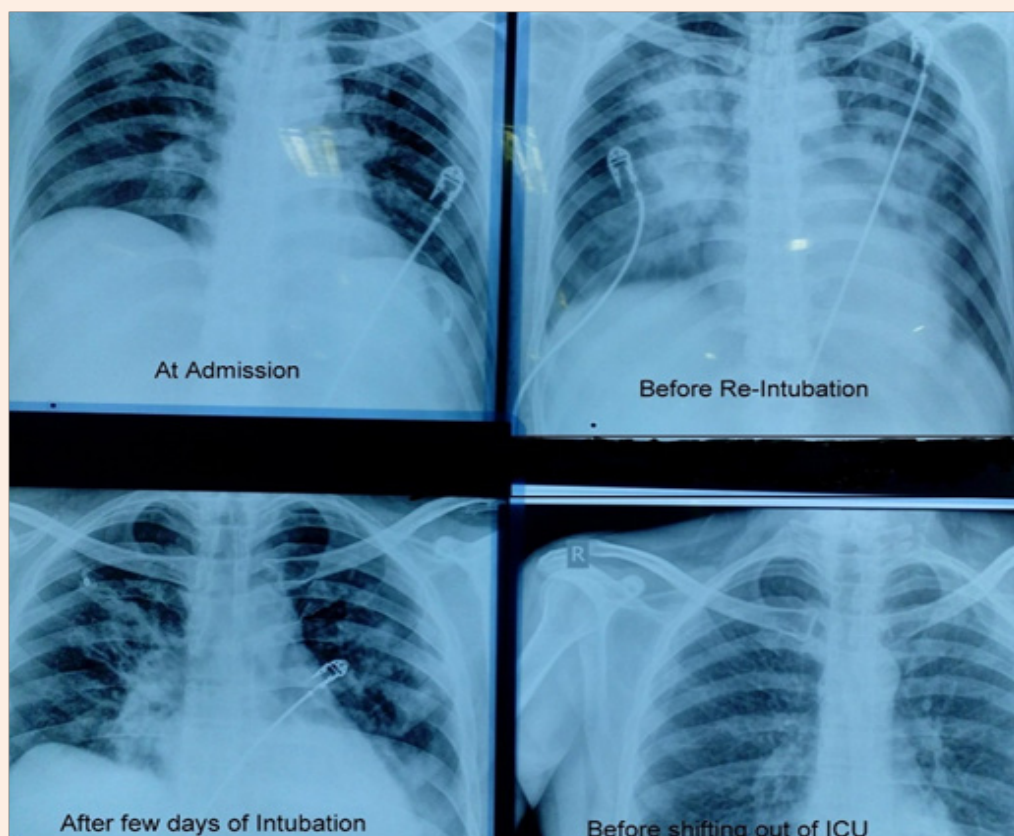 At Admission
Before Re-Intubation
R
After few days of Intubation
Before shifting out of ICU